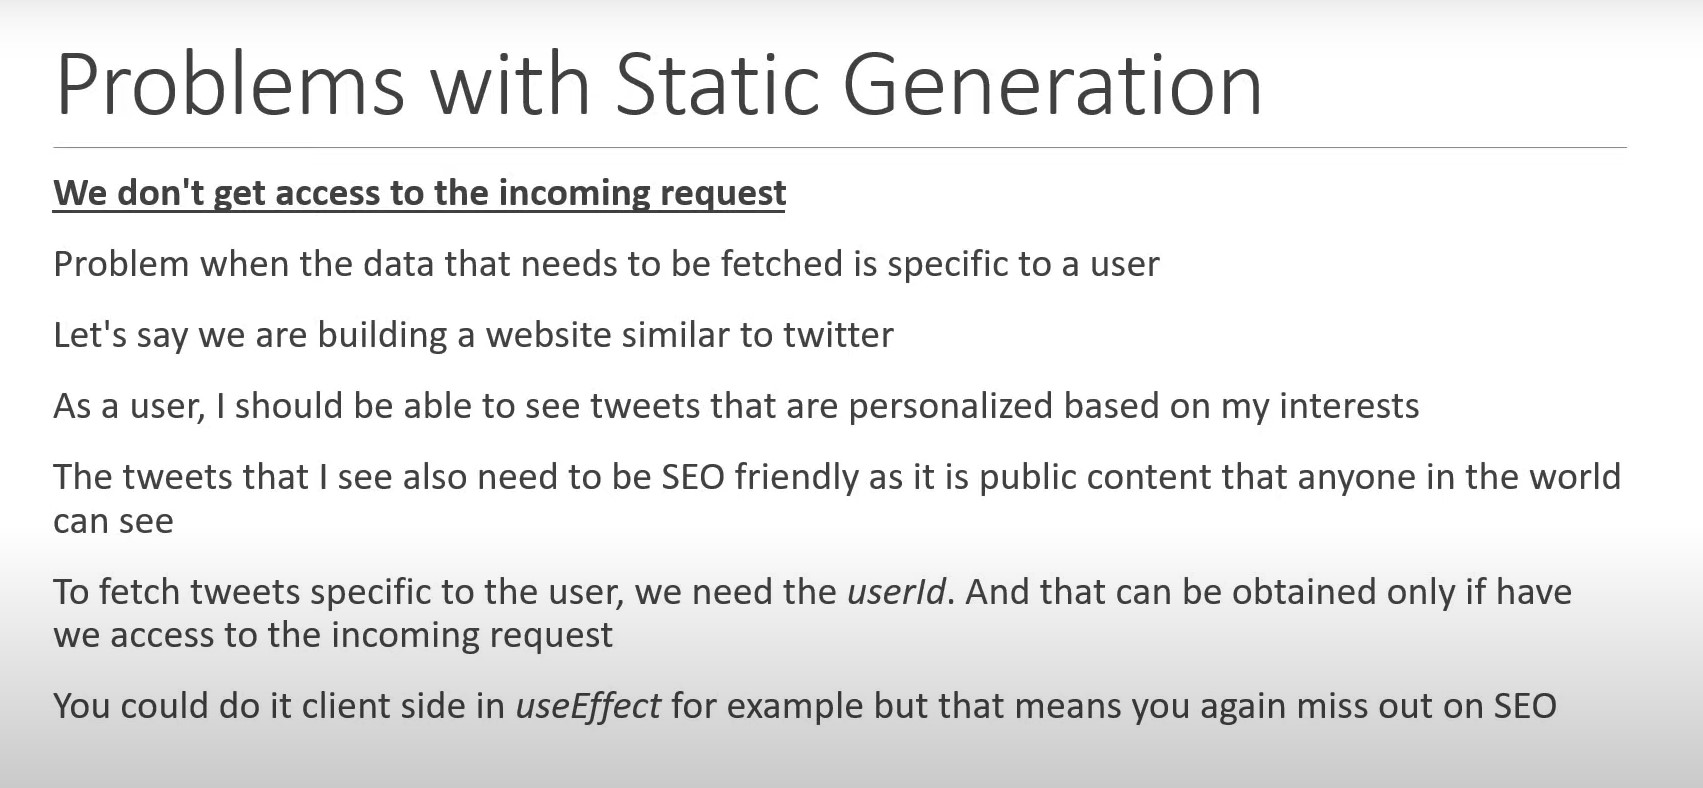 Problems with Static Generation
We don't get access to the incoming request
Problem when the data that needs to be fetched is specific to a user
Let's say we are building a website similar to twitter
As a user, I should be able to see tweets that are personalized based on my interests
The tweets that I see also need to be SEO friendly as it is public content that anyone in the world
can see
To fetch tweets specific to the user, we need the userId. And that can be obtained only if have
we access to the incoming request
You could do it client side in useEffect for example but that means you again miss out on SEO